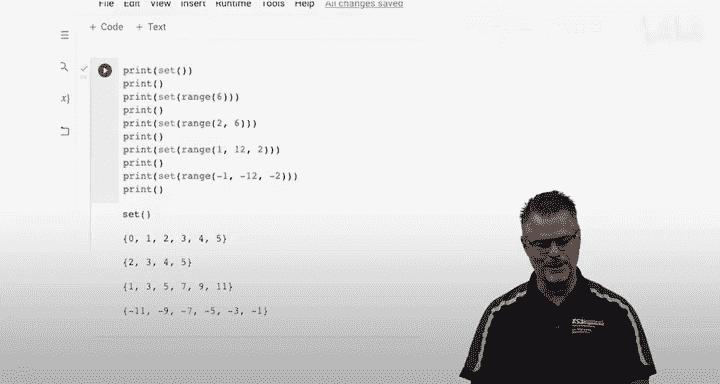 File Edit View Insert Runtime Tools Help All changes saved
+ Code + Text
print(set())
print()
print(set(range(6)))
print()
print(set(range(2, 6)))
print()
print(set(range(1, 12, 2)))
print()
print(set(range(-1, -12, -2)))
print()
set()
{0, 1, 2, 3, 4, 5}
{2, 3, 4, 5}
{1, 3, 5, 7, 9, 11}
{-11, -9, -7, -5, -3, -1}